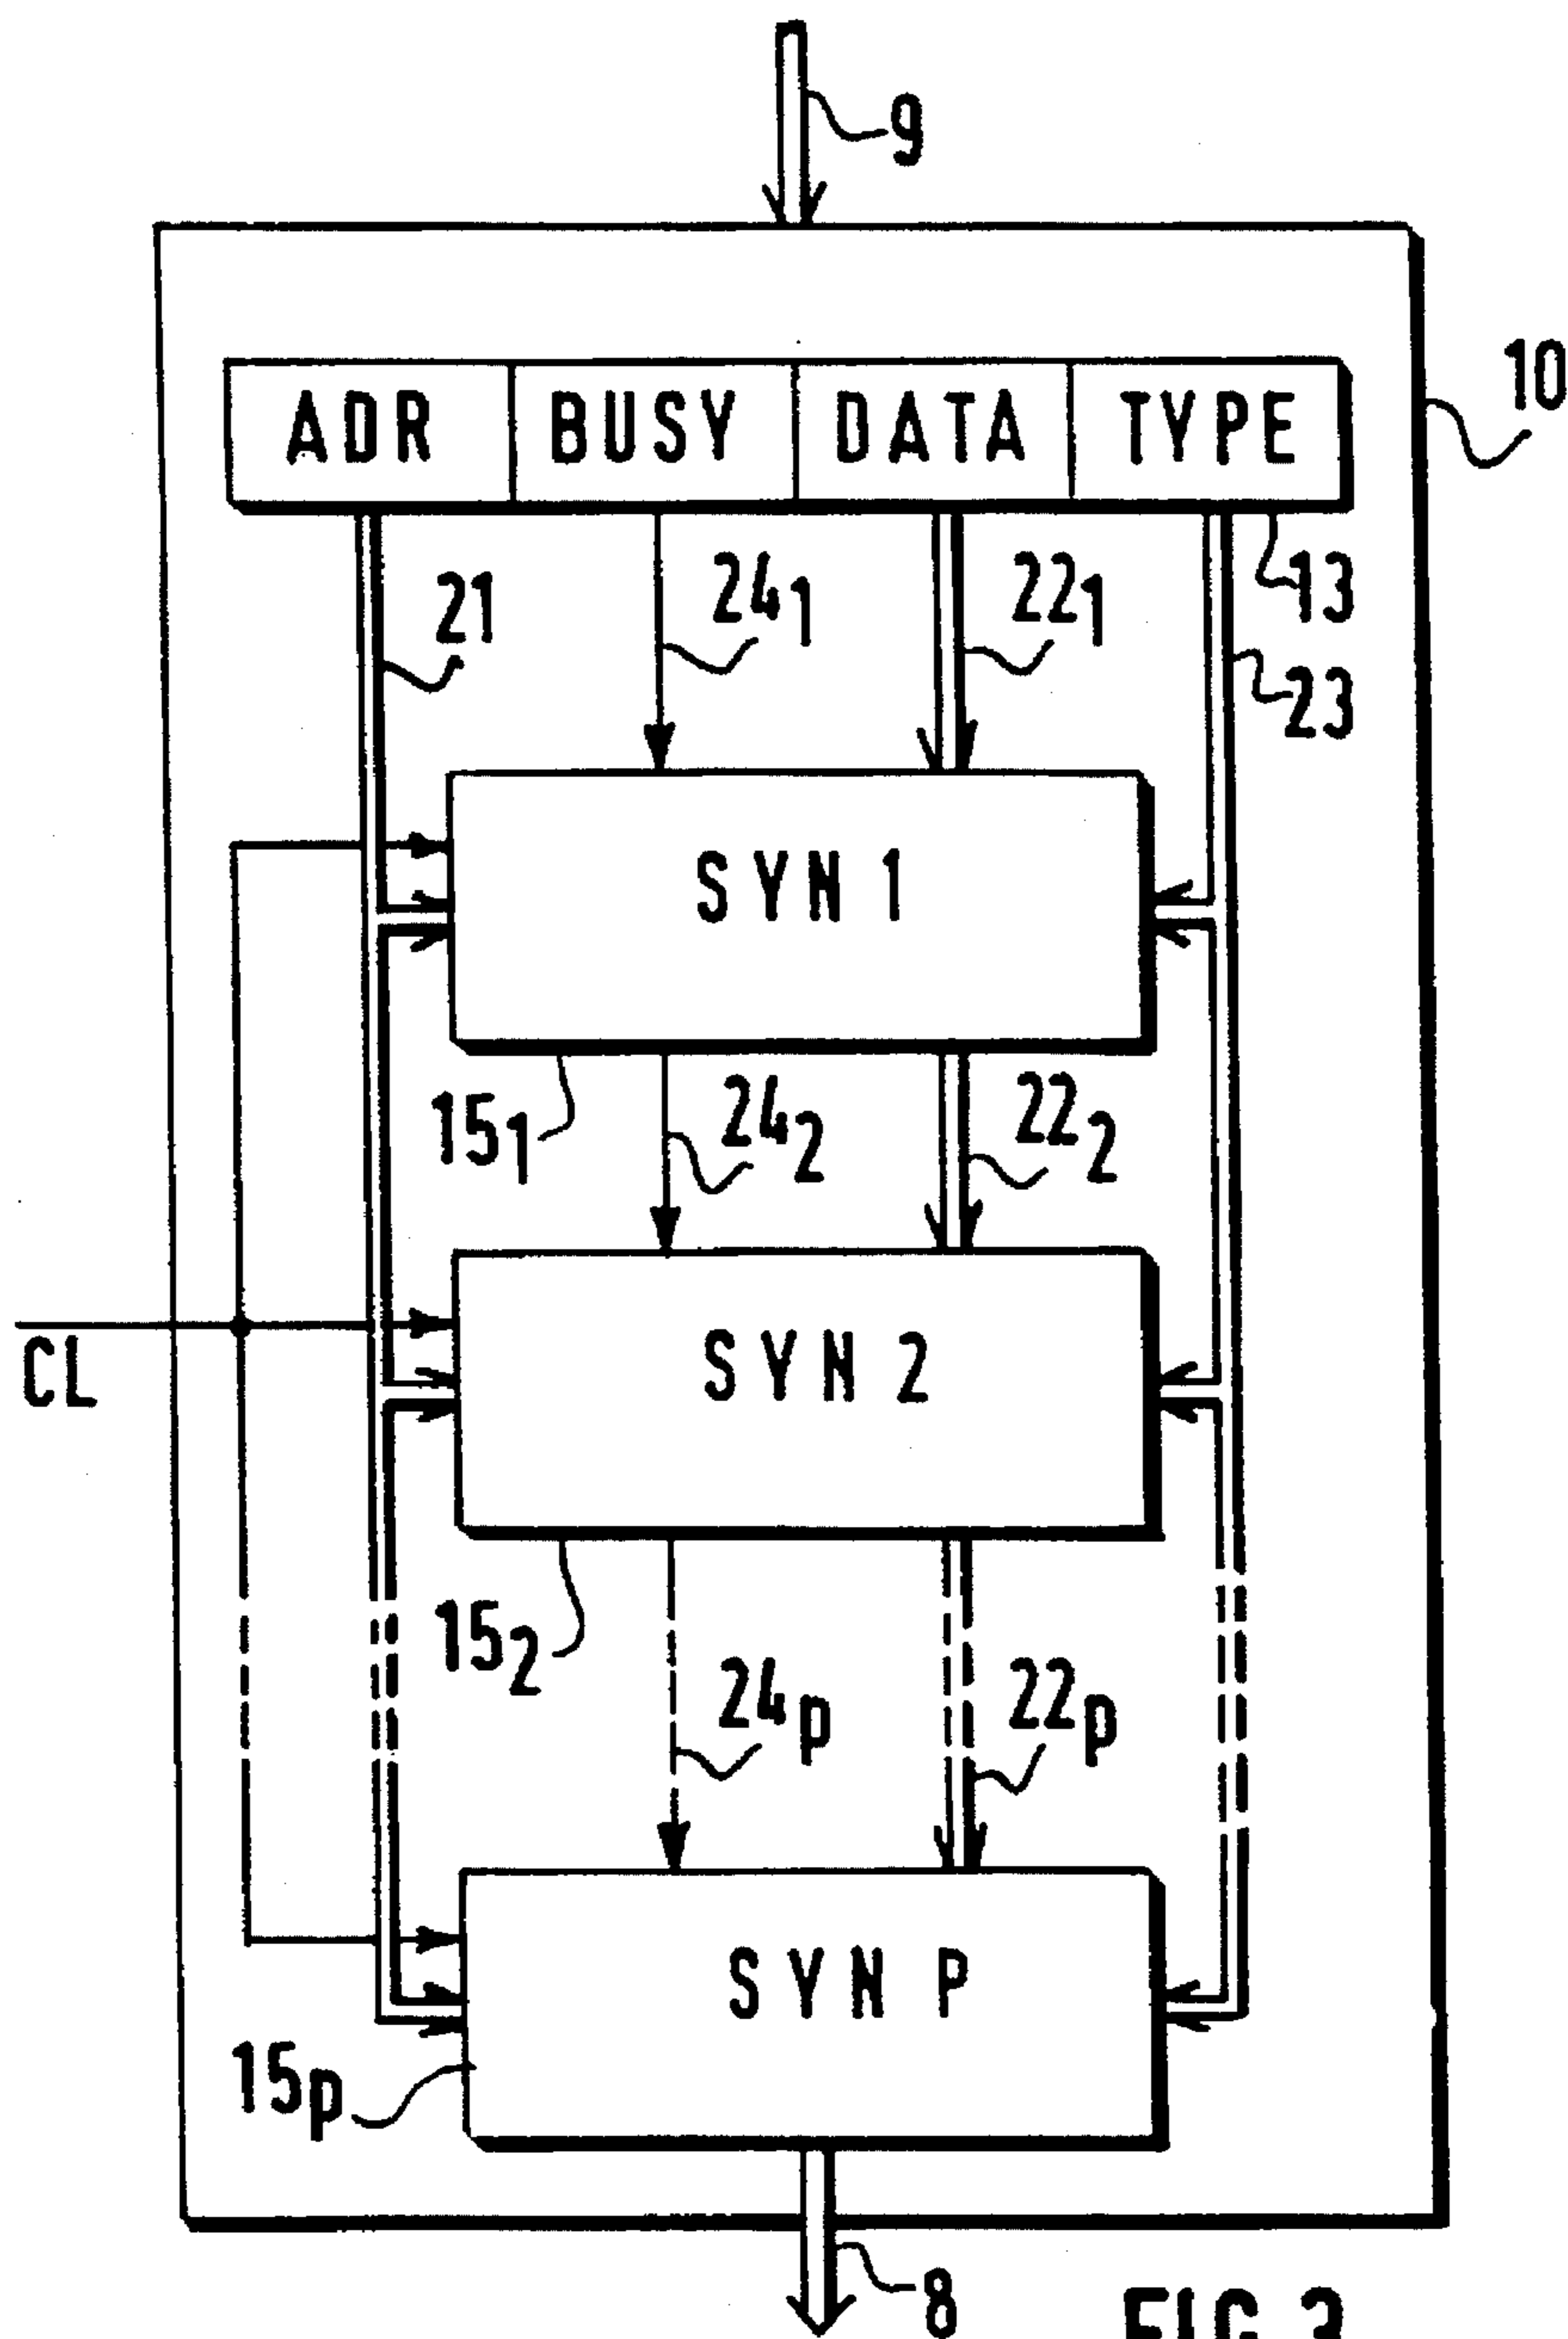 9
10
ADR BUSY DATA TYPE
21 24₁ 22₁ 13
23
SYN 1
15₁ 24₂ 22₂
CL
SYN 2
15₂ 24p 22p
SYN P
15p
8